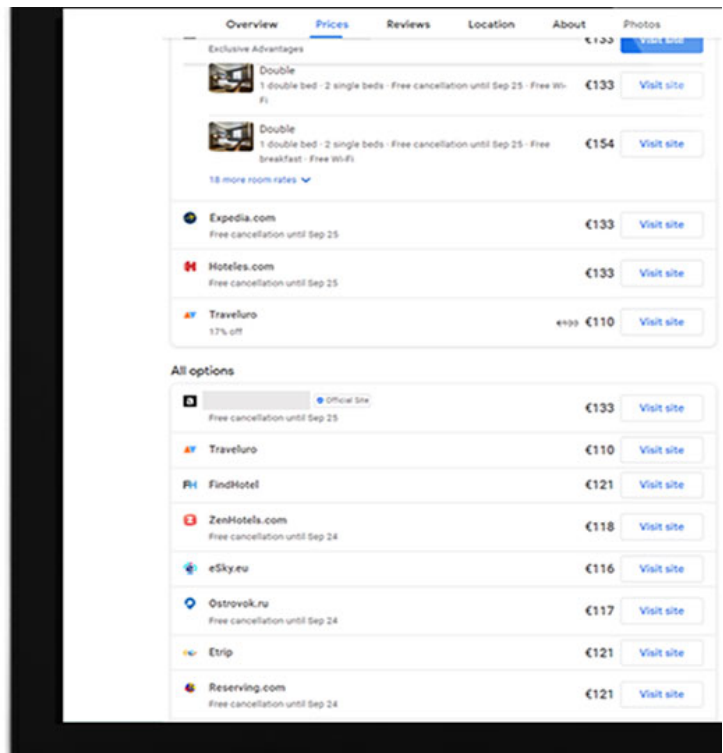 Overview Prices Reviews Location About Photos
Exclusive Advantages €133 Visit site
Double
1 double bed · 2 single beds · Free cancellation until Sep 25 · Free Wi- €133 Visit site
Fi
Double
1 double bed · 2 single beds · Free cancellation until Sep 25 · Free €154 Visit site
breakfast · Free Wi-Fi
18 more room rates
Expedia.com
Free cancellation until Sep 25 €133 Visit site
Hoteles.com
Free cancellation until Sep 25 €133 Visit site
Traveluro
17% off €110 Visit site
All options
a Official Site
Free cancellation until Sep 25 €133 Visit site
Traveluro €110 Visit site
FH FindHotel €121 Visit site
ZenHotels.com
Free cancellation until Sep 24 €118 Visit site
eSky.eu €116 Visit site
Ostrovok.ru
Free cancellation until Sep 24 €117 Visit site
Etrip €121 Visit site
Reserving.com
Free cancellation until Sep 24 €121 Visit site